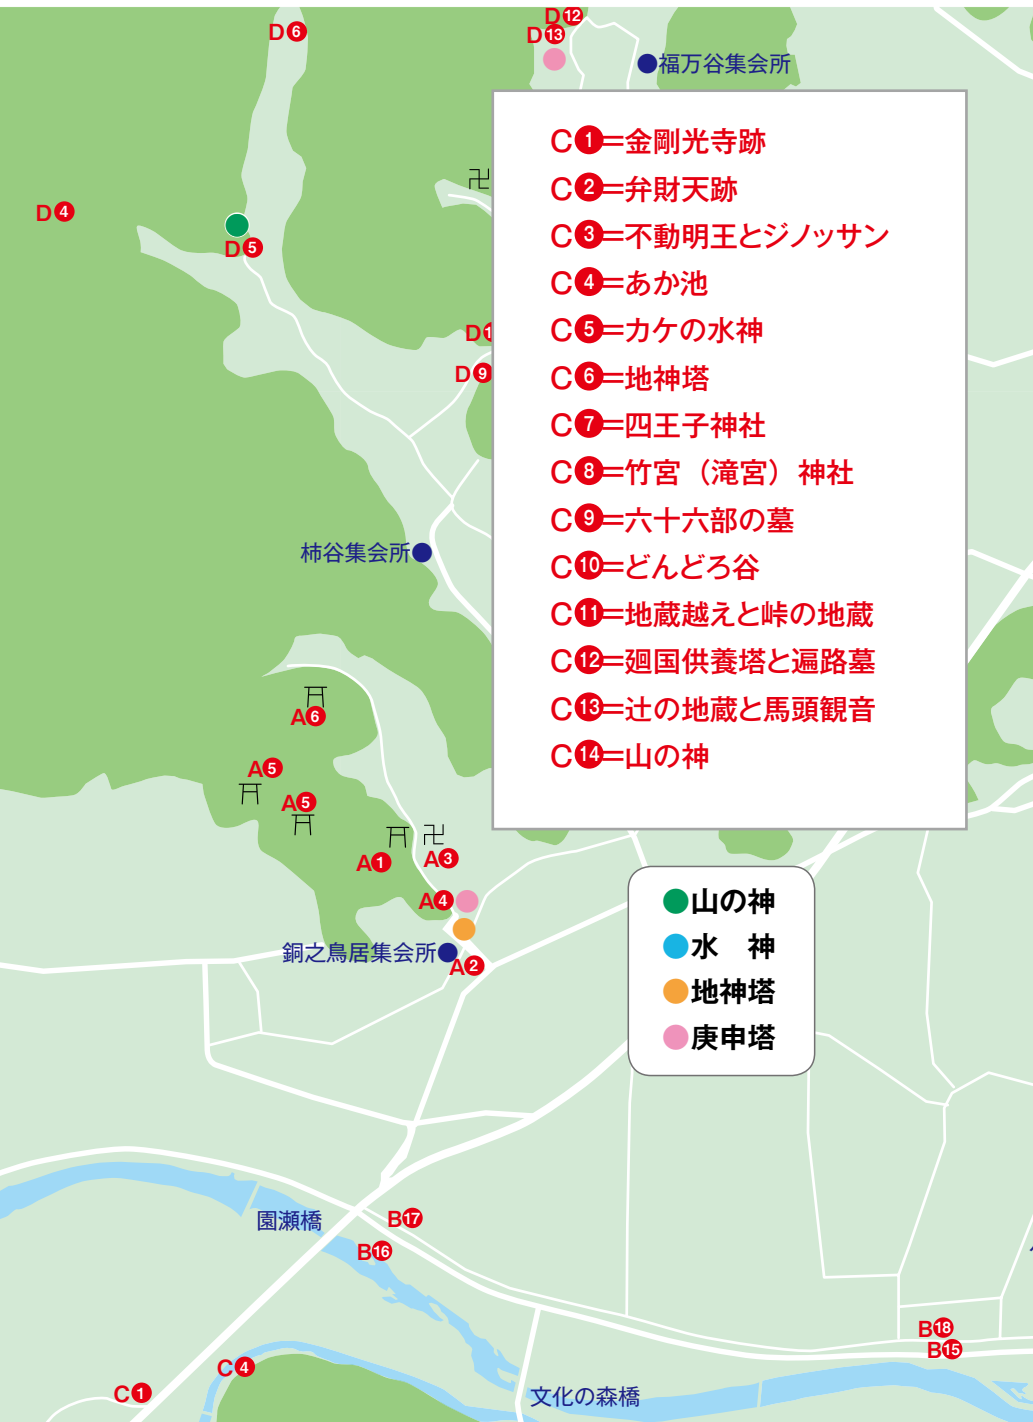 D⑥
D⑫
D⑬
●福万谷集会所
C①=金剛光寺跡
C②=弁財天跡
C③=不動明王とジノッサン
C④=あか池
C⑤=カケの水神
C⑥=地神塔
C⑦=四王子神社
C⑧=竹宮（滝宮）神社
C⑨=六十六部の墓
C⑩=どんどろ谷
C⑪=地蔵越えと峠の地蔵
C⑫=廻国供養塔と遍路墓
C⑬=辻の地蔵と馬頭観音
C⑭=山の神
卍
D④
D⑤
D⑨
柿谷集会所●
A⑥
A⑤
A⑤
A①
卍
A③
A④
銅之鳥居集会所●
A②
●山の神
●水　神
●地神塔
●庚申塔
園瀬橋
B⑰
B⑯
B⑱
B⑮
C④
C①
文化の森橋